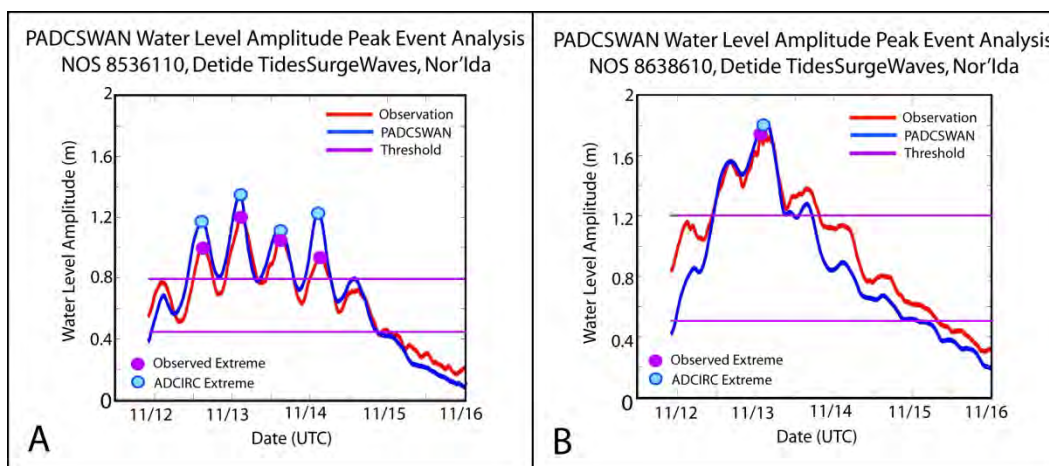 PADCSWAN Water Level Amplitude Peak Event Analysis
NOS 8536110, Detide TidesSurgeWaves, Nor'Ida
2
1.6
1.2
0.8
0.4
0
Water Level Amplitude (m)
Observation
PADCSWAN
Threshold
Observed Extreme
ADCIRC Extreme
11/12 11/13 11/14 11/15 11/16
Date (UTC)
A
PADCSWAN Water Level Amplitude Peak Event Analysis
NOS 8638610, Detide TidesSurgeWaves, Nor'Ida
2
1.6
1.2
0.8
0.4
0
Water Level Amplitude (m)
Observation
PADCSWAN
Threshold
Observed Extreme
ADCIRC Extreme
11/12 11/13 11/14 11/15 11/16
Date (UTC)
B